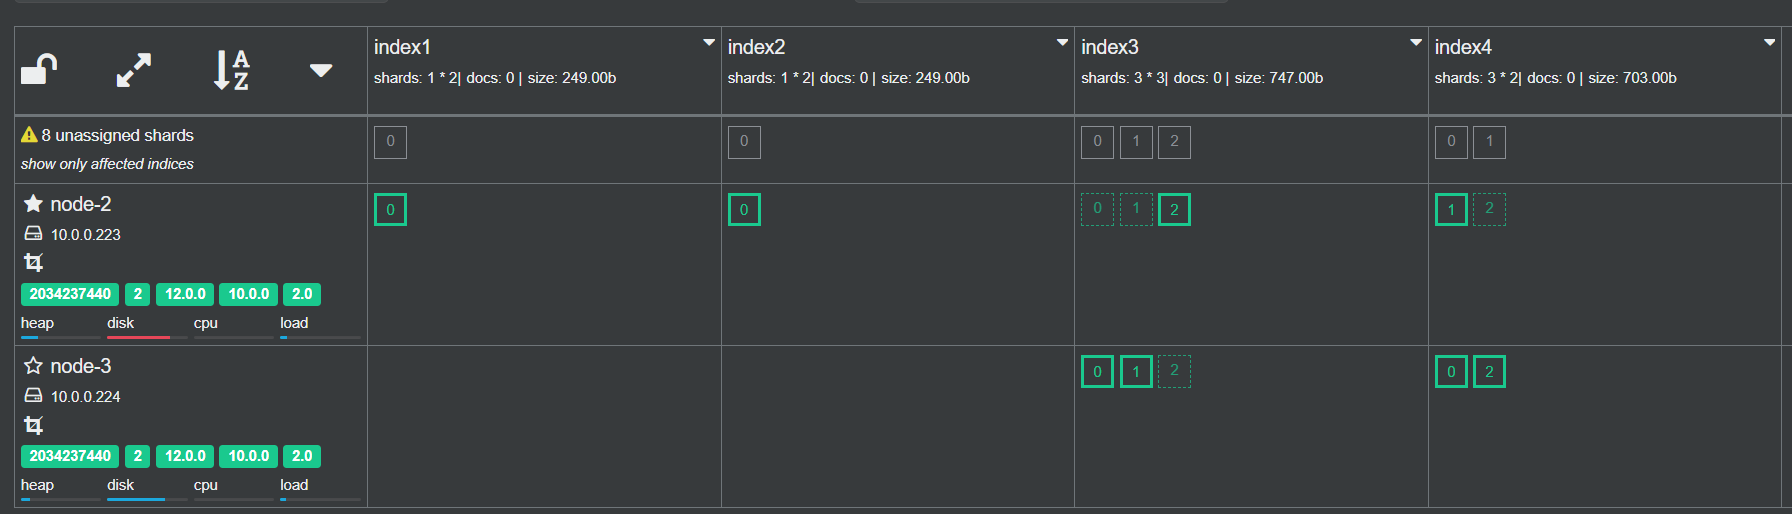 index1
shards: 1 * 2| docs: 0 | size: 249.00b
index2
shards: 1 * 2| docs: 0 | size: 249.00b
index3
shards: 3 * 3| docs: 0 | size: 747.00b
index4
shards: 3 * 2| docs: 0 | size: 703.00b
A
Z
8 unassigned shards
show only affected indices
0
0
0 1 2
0 1
node-2
10.0.0.223
2034237440 2 12.0.0 10.0.0 2.0
heap disk cpu load
0
0
0 1 2
1 2
node-3
10.0.0.224
2034237440 2 12.0.0 10.0.0 2.0
heap disk cpu load
0 1 2
0 2